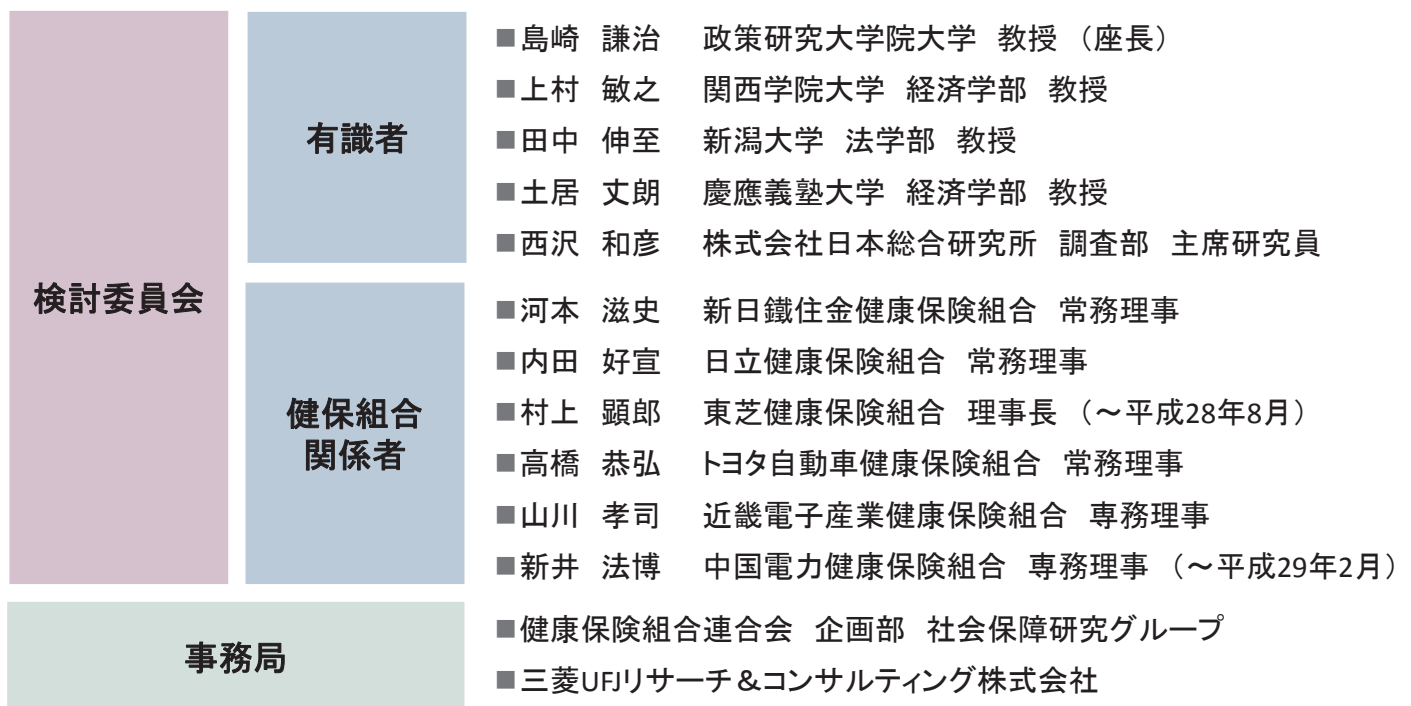 検討委員会
有識者
■島崎 謙治 政策研究大学院大学 教授 （座長）
■上村 敏之 関西学院大学 経済学部 教授
■田中 伸至 新潟大学 法学部 教授
■土居 丈朗 慶應義塾大学 経済学部 教授
■西沢 和彦 株式会社日本総合研究所 調査部 主席研究員
健保組合
関係者
■河本 滋史 新日鐵住金健康保険組合 常務理事
■内田 好宣 日立健康保険組合 常務理事
■村上 顕郎 東芝健康保険組合 理事長 （～平成28年8月）
■高橋 恭弘 トヨタ自動車健康保険組合 常務理事
■山川 孝司 近畿電子産業健康保険組合 専務理事
■新井 法博 中国電力健康保険組合 専務理事 （～平成29年2月）
事務局
■健康保険組合連合会 企画部 社会保障研究グループ
■三菱UFJリサーチ＆コンサルティング株式会社